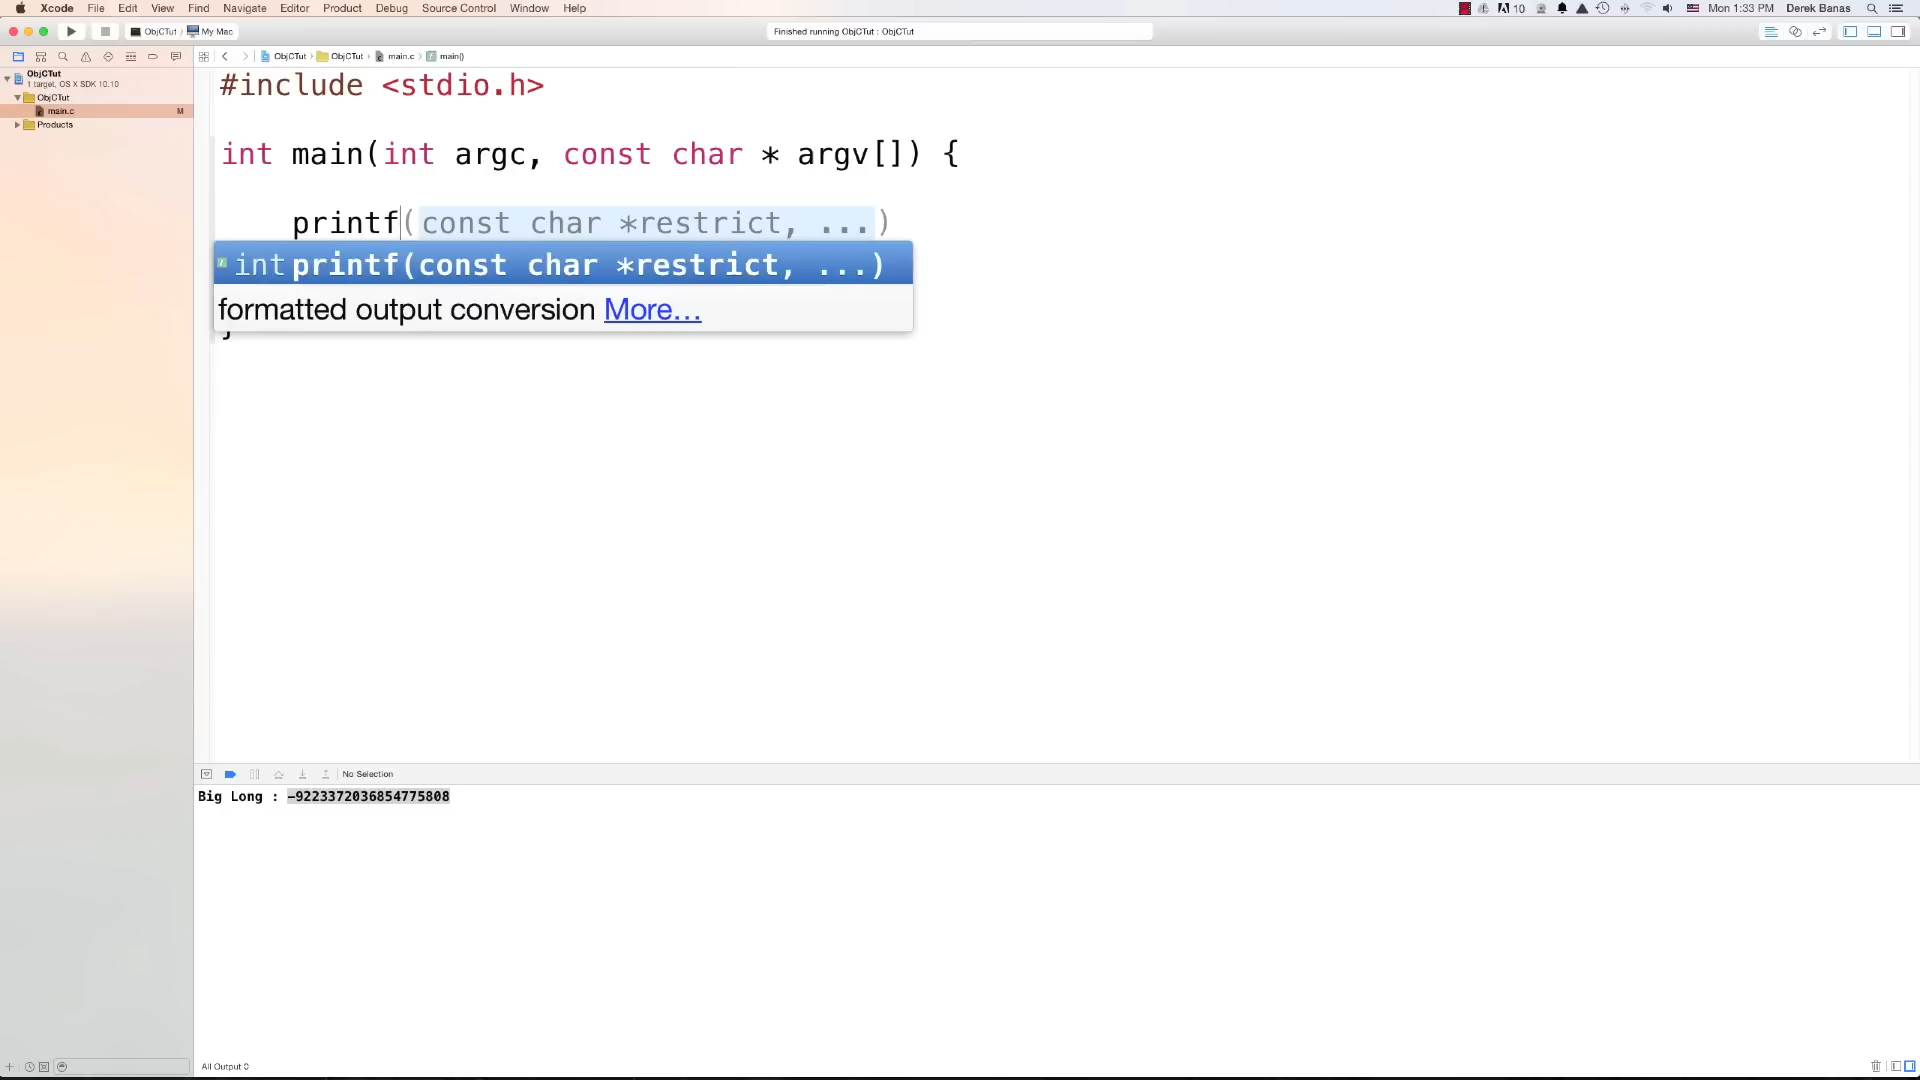 Xcode File Edit View Find Navigate Editor Product Debug Source Control Window Help 10 Mon 1:33 PM Derek Banas
ObjCTut My Mac Finished running ObjCTut : ObjCTut
ObjCTut ObjCTut main.c main()
ObjCTut
1 target, OS X SDK 10.10
ObjCTut
main.c M
Products
#include <stdio.h>
int main(int argc, const char * argv[]) {
printf(const char *restrict, ...)
int printf(const char *restrict, ...)
formatted output conversion More...
}
No Selection
Big Long : -9223372036854775808
All Output